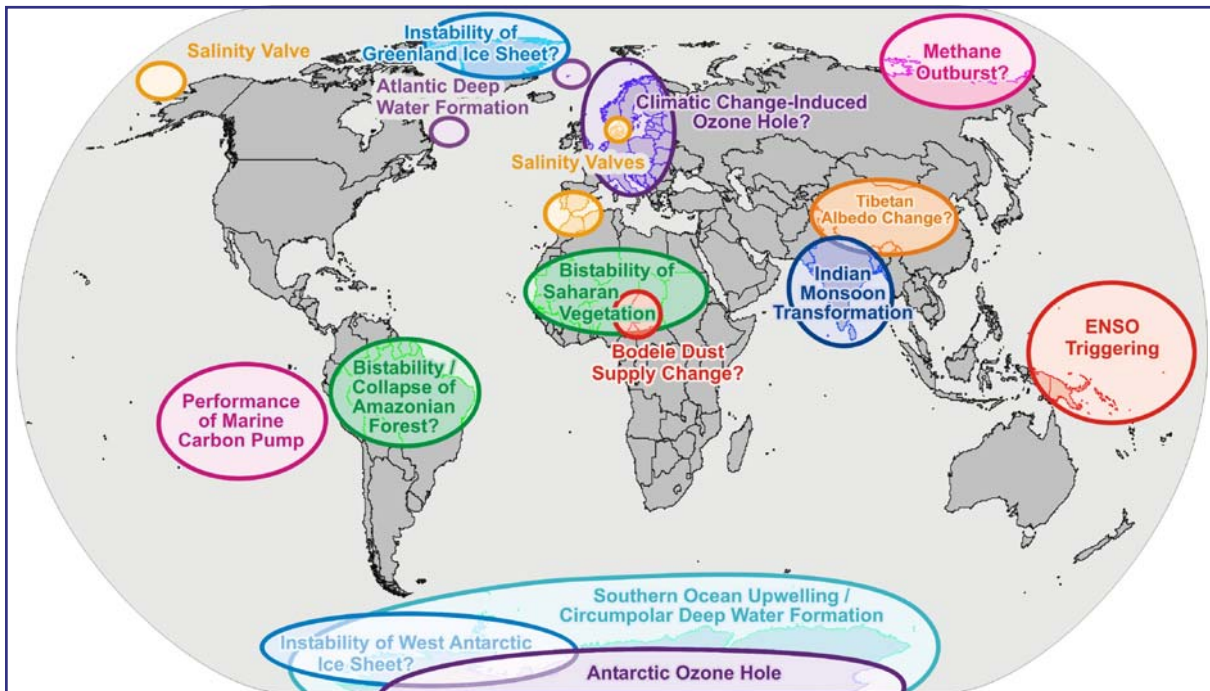 Salinity Valve
Instability of
Greenland Ice Sheet?
Atlantic Deep
Water Formation
Methane
Outburst?
Climatic Change-Induced
Ozone Hole?
Salinity Valves
Tibetan
Albedo Change?
Bistability of
Saharan
Vegetation
Indian
Monsoon
Transformation
Bodele Dust
Supply Change?
ENSO
Triggering
Bistability /
Collapse of
Amazonian
Forest?
Performance
of Marine
Carbon Pump
Southern Ocean Upwelling /
Circumpolar Deep Water Formation
Instability of West Antarctic
Ice Sheet?
Antarctic Ozone Hole